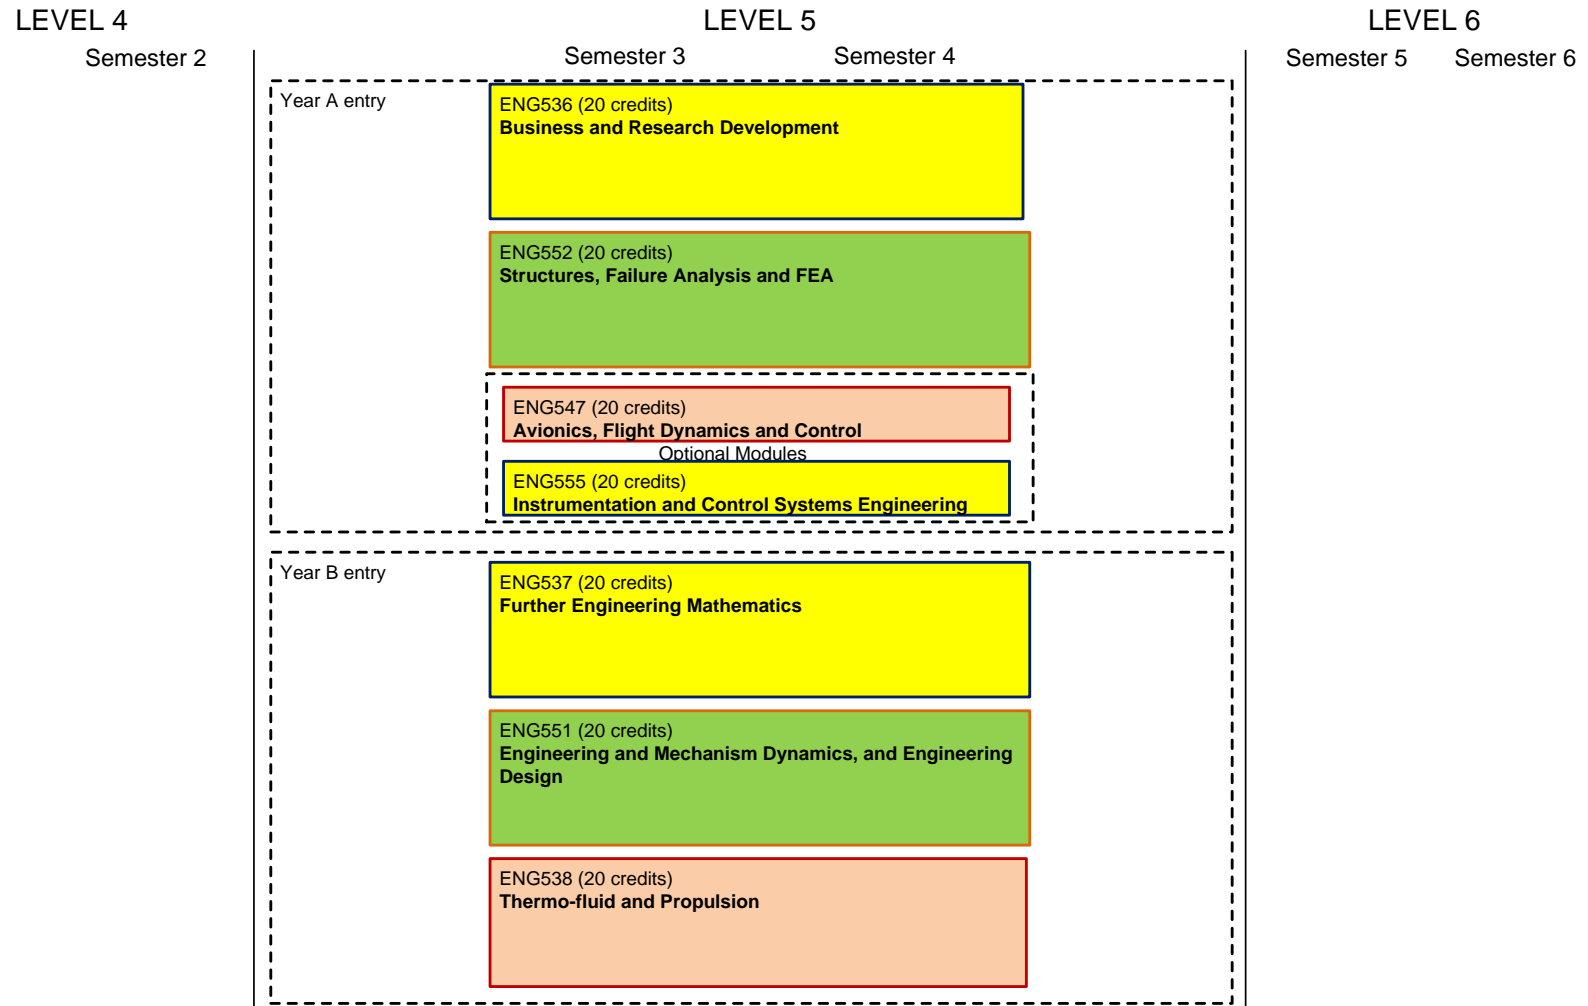 LEVEL 4
LEVEL 5
LEVEL 6
Semester 2
Semester 3
Semester 4
Semester 5
Semester 6
Year A entry
ENG536 (20 credits)
Business and Research Development
ENG552 (20 credits)
Structures, Failure Analysis and FEA
ENG547 (20 credits)
Avionics, Flight Dynamics and Control
Optional Modules
ENG555 (20 credits)
Instrumentation and Control Systems Engineering
Year B entry
ENG537 (20 credits)
Further Engineering Mathematics
ENG551 (20 credits)
Engineering and Mechanism Dynamics, and Engineering
Design
ENG538 (20 credits)
Thermo-fluid and Propulsion